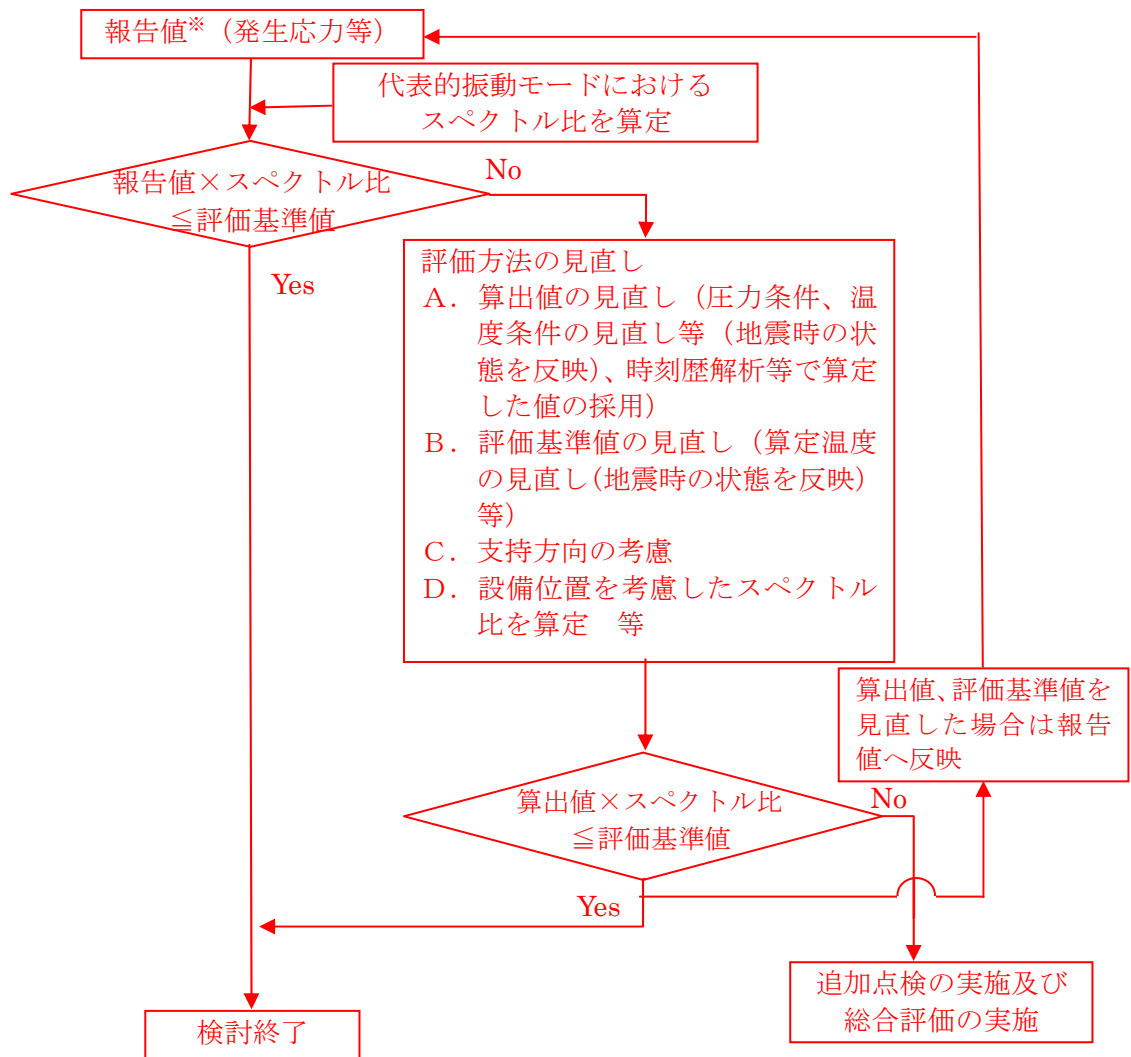 報告値※(発生応力等)
代表的振動モードにおける
スペクトル比を算定
報告値×スペクトル比
≦評価基準値
No
Yes
評価方法の見直し
A.算出値の見直し(圧力条件、温
度条件の見直し等(地震時の状
態を反映)、時刻歴解析等で算定
した値の採用)
B.評価基準値の見直し(算定温度
の見直し(地震時の状態を反映)
等)
C.支持方向の考慮
D.設備位置を考慮したスペクトル
比を算定 等
算出値、評価基準値を
見直した場合は報告
値へ反映
算出値×スペクトル比
≦評価基準値
No
Yes
追加点検の実施及び
総合評価の実施
検討終了